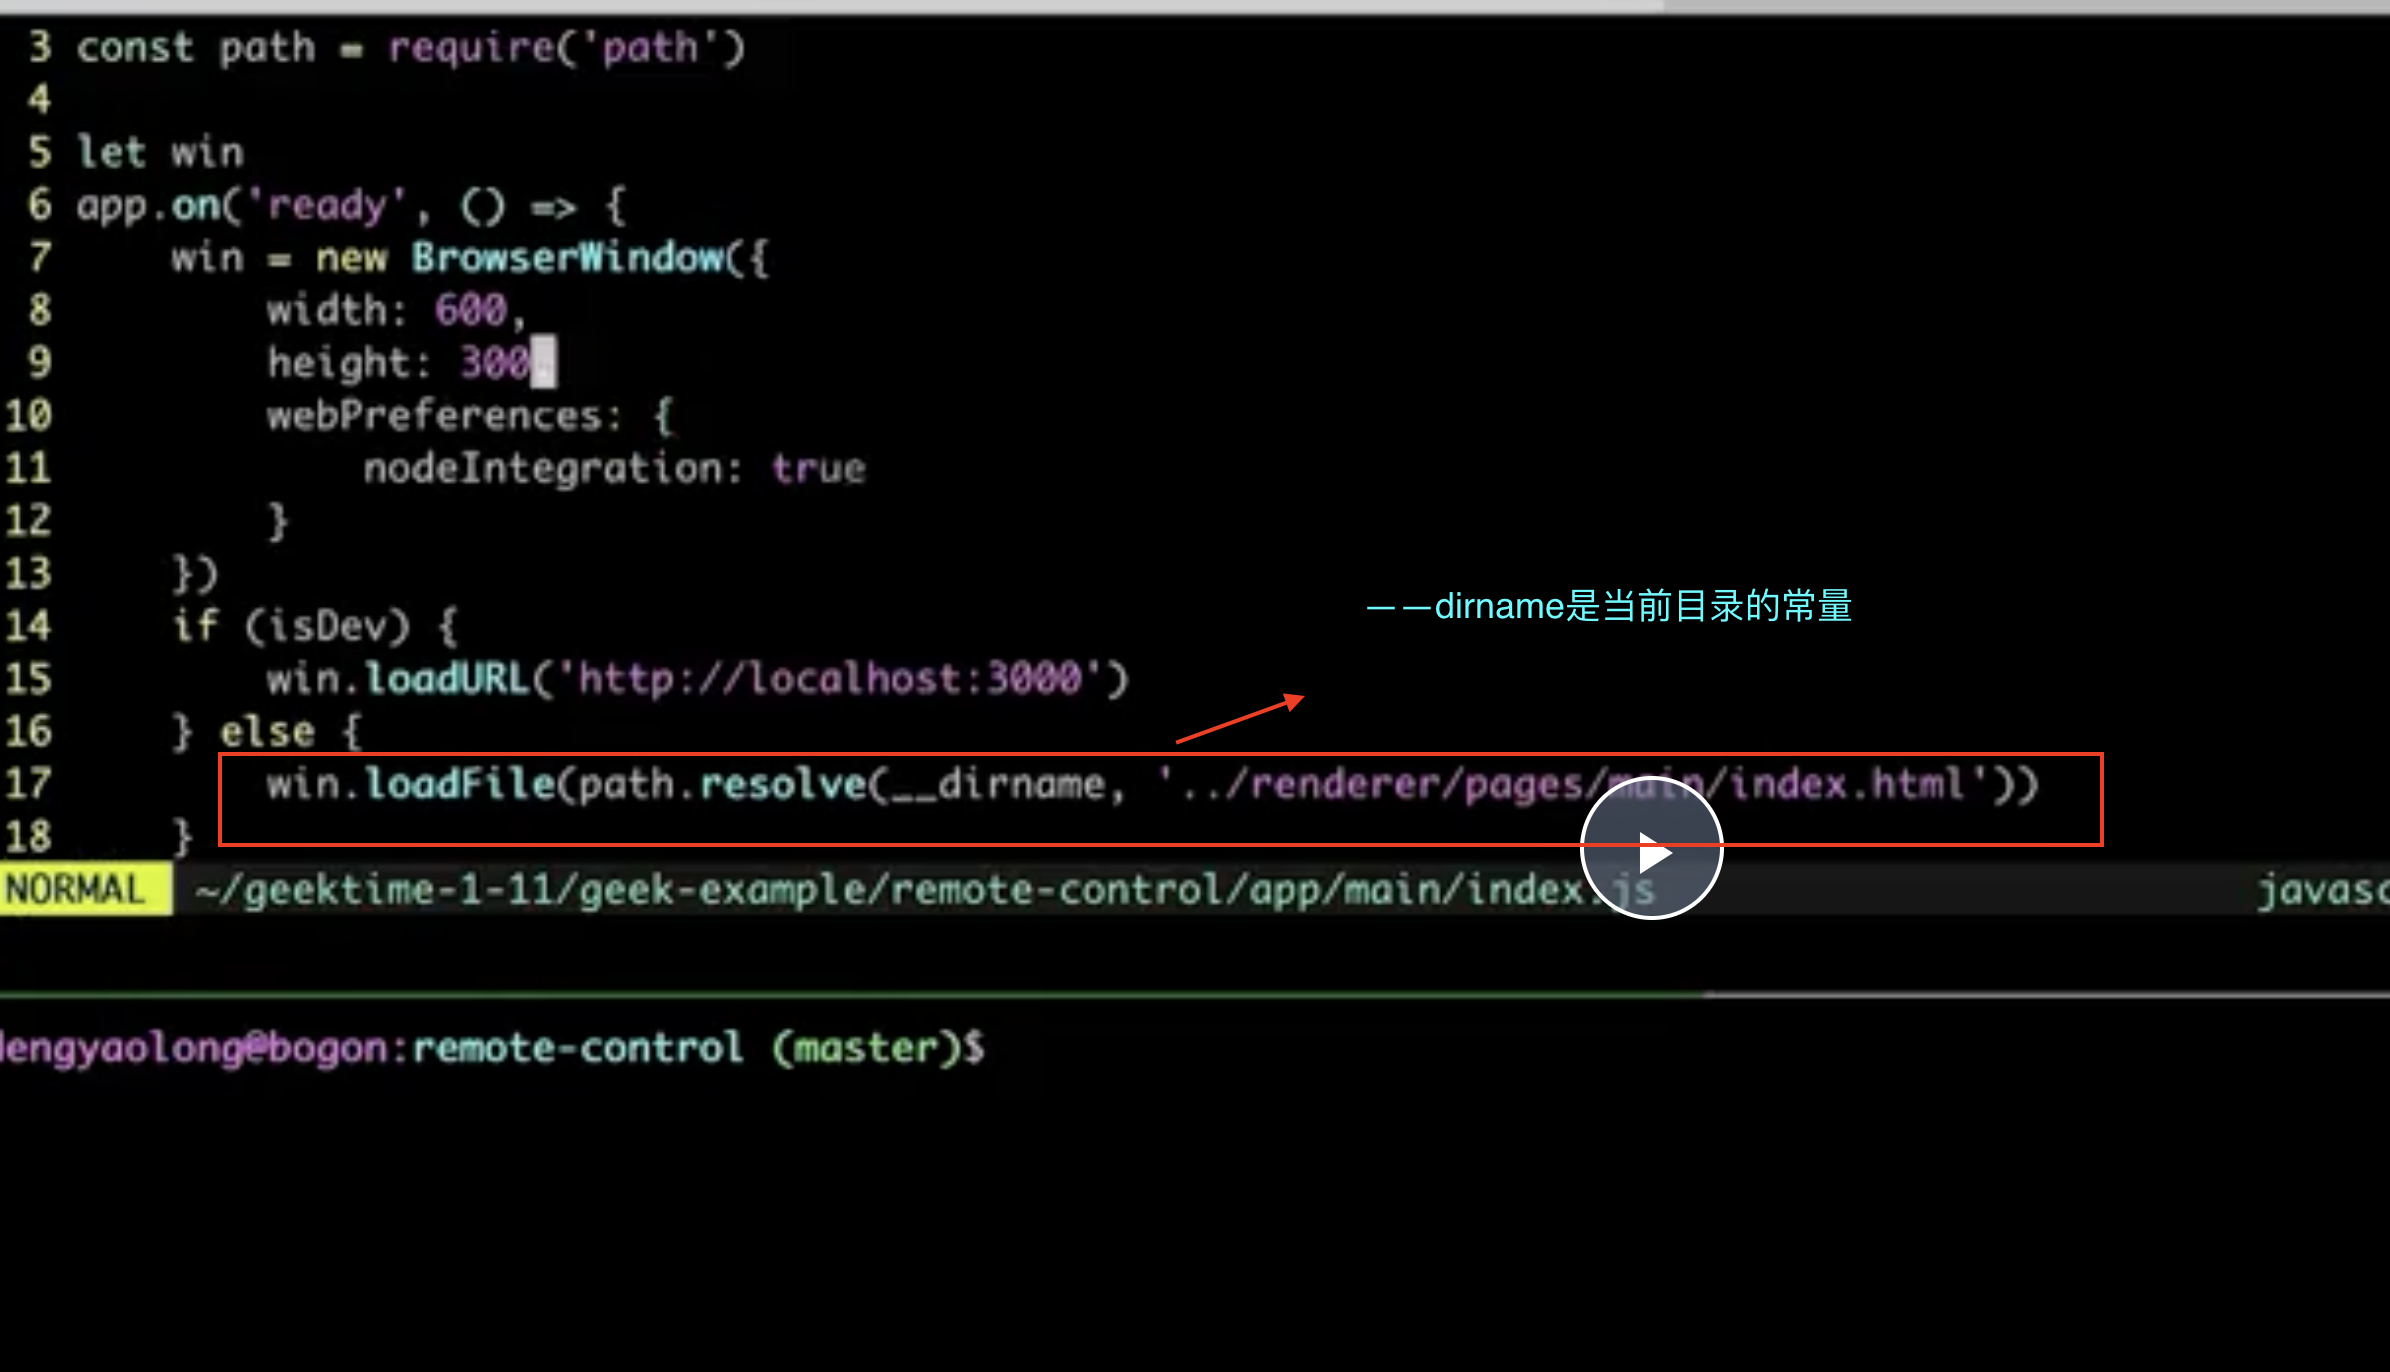 3 const path = require('path')
4
5 let win
6 app.on('ready', () => {
7     win = new BrowserWindow({
8         width: 600,
9         height: 300
10         webPreferences: {
11             nodeIntegration: true
12         }
13     })
14     if (isDev) {
——dirname是当前目录的常量
15         win.loadURL('http://localhost:3000')
16     } else {
17         win.loadFile(path.resolve(__dirname, '../renderer/pages/main/index.html'))
18     }
NORMAL ~/geektime-1-11/geek-example/remote-control/app/main/index.js javasc
engyaolong@bogon:remote-control (master)$